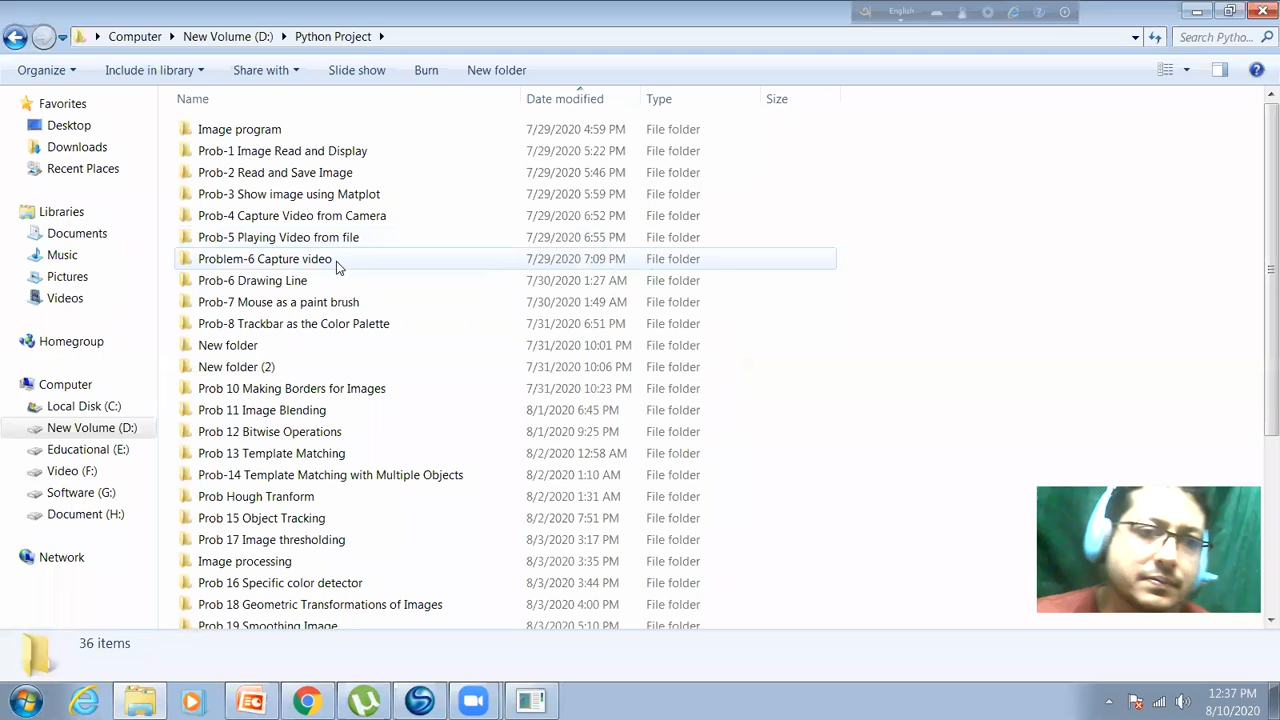 English
Computer
New Volume (D:)
Python Project
Search Pytho...
Organize
Include in library
Share with
Slide show
Burn
New folder
Name
Date modified
Type
Size
Favorites
Desktop
Downloads
Recent Places
Libraries
Documents
Music
Pictures
Videos
Homegroup
Computer
Local Disk (C:)
New Volume (D:)
Educational (E:)
Video (F:)
Software (G:)
Document (H:)
Network
Image program 7/29/2020 4:59 PM File folder
Prob-1 Image Read and Display 7/29/2020 5:22 PM File folder
Prob-2 Read and Save Image 7/29/2020 5:46 PM File folder
Prob-3 Show image using Matplot 7/29/2020 5:59 PM File folder
Prob-4 Capture Video from Camera 7/29/2020 6:52 PM File folder
Prob-5 Playing Video from file 7/29/2020 6:55 PM File folder
Problem-6 Capture video 7/29/2020 7:09 PM File folder
Prob-6 Drawing Line 7/30/2020 1:27 AM File folder
Prob-7 Mouse as a paint brush 7/30/2020 1:49 AM File folder
Prob-8 Trackbar as the Color Palette 7/31/2020 6:51 PM File folder
New folder 7/31/2020 10:01 PM File folder
New folder (2) 7/31/2020 10:06 PM File folder
Prob 10 Making Borders for Images 7/31/2020 10:23 PM File folder
Prob 11 Image Blending 8/1/2020 6:45 PM File folder
Prob 12 Bitwise Operations 8/1/2020 9:25 PM File folder
Prob 13 Template Matching 8/2/2020 12:58 AM File folder
Prob-14 Template Matching with Multiple Objects 8/2/2020 1:10 AM File folder
Prob Hough Tranform 8/2/2020 1:31 AM File folder
Prob 15 Object Tracking 8/2/2020 7:51 PM File folder
Prob 17 Image thresholding 8/3/2020 3:17 PM File folder
Image processing 8/3/2020 3:35 PM File folder
Prob 16 Specific color detector 8/3/2020 3:44 PM File folder
Prob 18 Geometric Transformations of Images 8/3/2020 4:00 PM File folder
Prob 19 Smoothing Image 8/3/2020 5:10 PM File folder
36 items
12:37 PM
8/10/2020